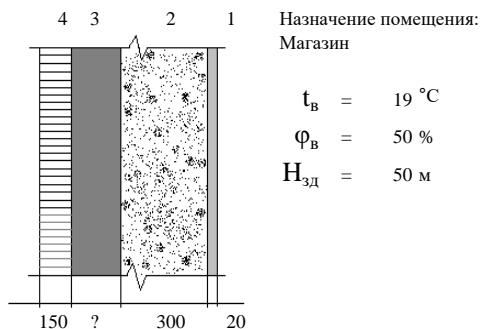 4 3 2 1
Назначение помещения:
Магазин
tв = 19 °C
φв = 50 %
Hзд = 50 м
150 ? 300 20